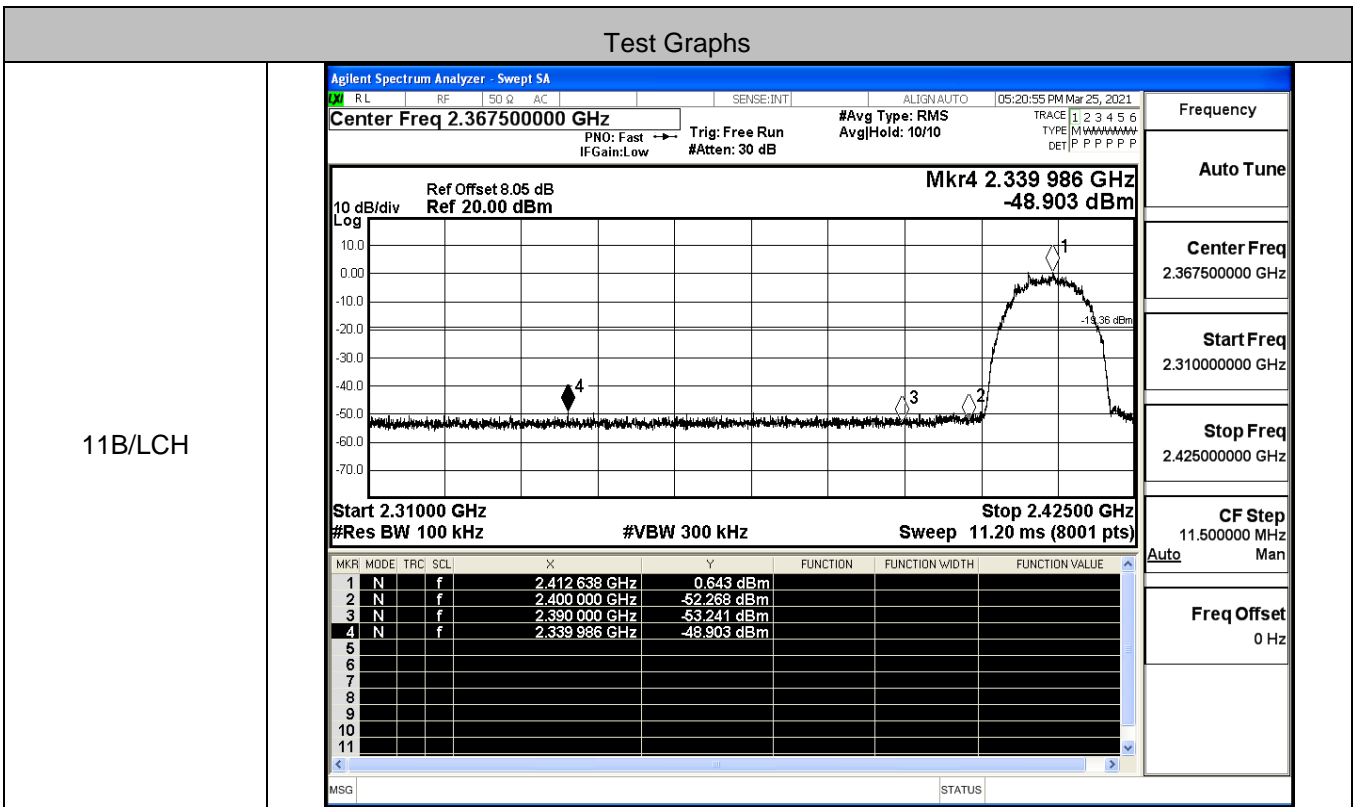 Test Graphs
11B/LCH
Agilent Spectrum Analyzer - Swept SA
LXI RL RF 50 Ω AC SENSE:INT ALIGNAUTO 05:20:55 PM Mar 25, 2021
Center Freq 2.367500000 GHz
PNO: Fast Trig: Free Run
IFGain:Low #Atten: 30 dB
#Avg Type: RMS
Avg|Hold: 10/10
TRACE 1 2 3 4 5 6
TYPE M WWWWW
DET P P P P P P
Ref Offset 8.05 dB
10 dB/div Ref 20.00 dBm
Log
Mkr4 2.339 986 GHz
-48.903 dBm
10.0
0.00
-10.0
-20.0
-30.0
-40.0
-50.0
-60.0
-70.0
1
-19.36 dBm
4
3
2
Start 2.31000 GHz Stop 2.42500 GHz
#Res BW 100 kHz #VBW 300 kHz Sweep 11.20 ms (8001 pts)
MKR MODE TRC SCL X Y FUNCTION FUNCTION WIDTH FUNCTION VALUE
1 N f 2.412 638 GHz 0.643 dBm
2 N f 2.400 000 GHz -52.268 dBm
3 N f 2.390 000 GHz -53.241 dBm
4 N f 2.339 986 GHz -48.903 dBm
5
6
7
8
9
10
11
MSG STATUS
Frequency
Auto Tune
Center Freq
2.367500000 GHz
Start Freq
2.310000000 GHz
Stop Freq
2.425000000 GHz
CF Step
11.500000 MHz
Auto Man
Freq Offset
0 Hz